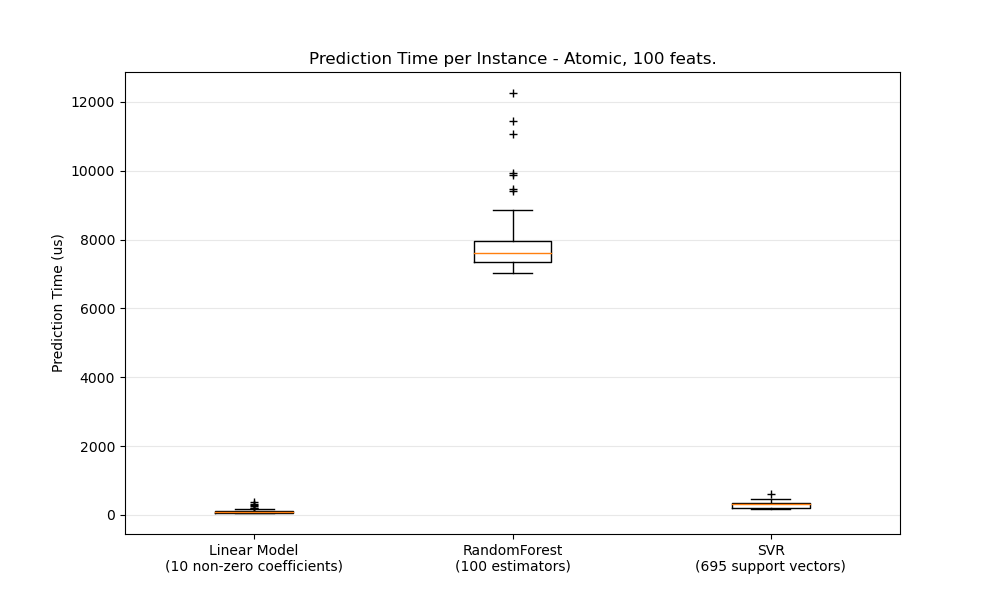 Prediction Time per Instance - Atomic, 100 feats.
Prediction Time (us)
12000
10000
8000
6000
4000
2000
0
Linear Model
(10 non-zero coefficients)
RandomForest
(100 estimators)
SVR
(695 support vectors)